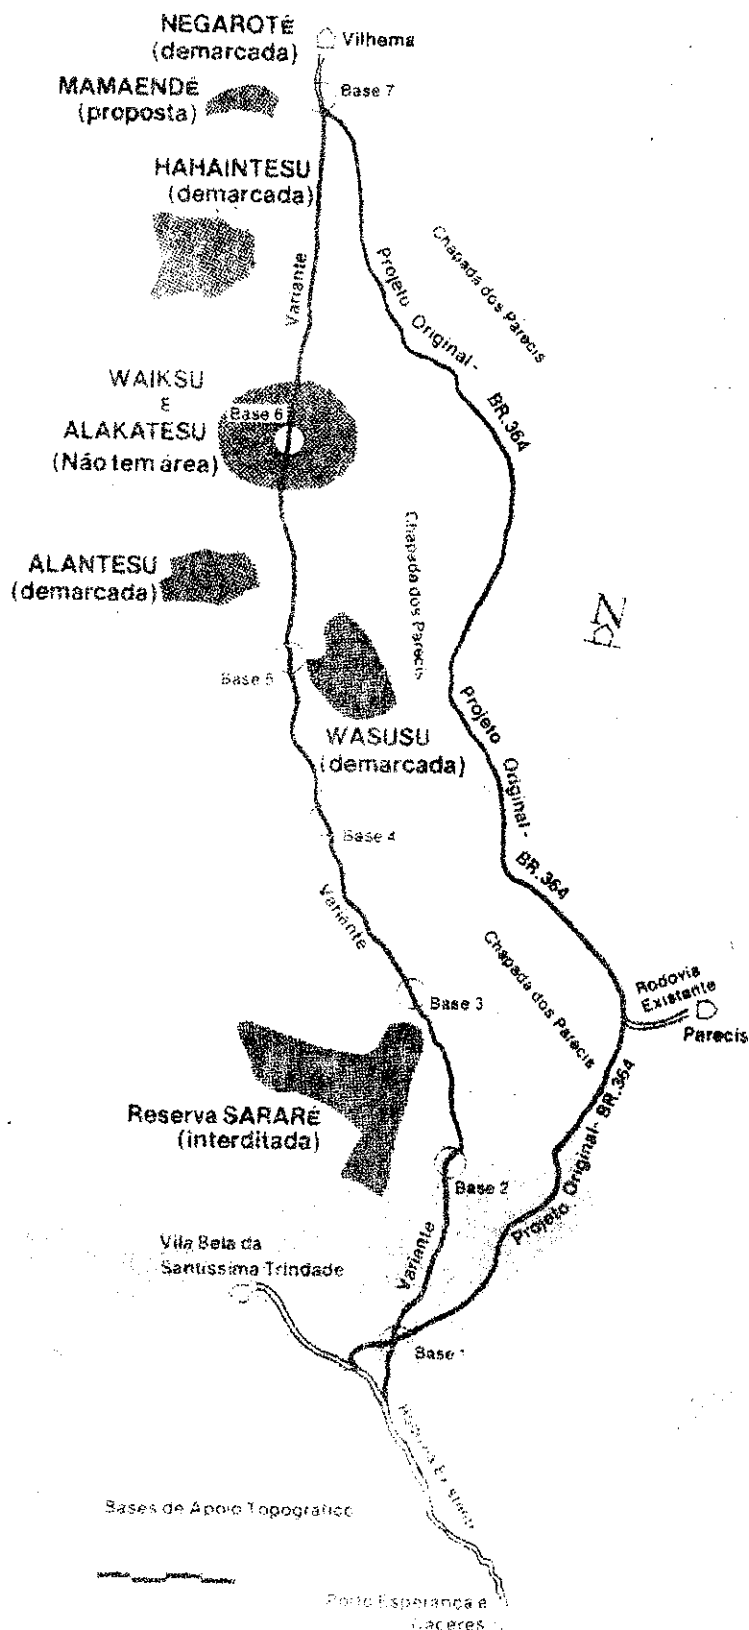 NEGAROTÉ
(demarcada)
Vilhema
MAMAENDÉ
(proposta)
Base 7
HAHAINTESU
(demarcada)
Variante
Projeto Original - BR.364
Chapada dos Parecis
WAIKSU
E
ALAKATESU
(Não tem área)
Base 6
Chapada dos Parecis
ALANTESU
(demarcada)
Base 5
WASUSU
(demarcada)
Projeto Original - BR.364
Base 4
Variante
Chapada dos Parecis
Base 3
Rodovia
Existente
Parecis
Reserva SARARÉ
(interditada)
Base 2
Projeto Original - BR.364
Vila Bela da
Santíssima Trindade
Variante
Base 1
Bases de Apoio Topográfico
Porto Esperança e
Cáceres